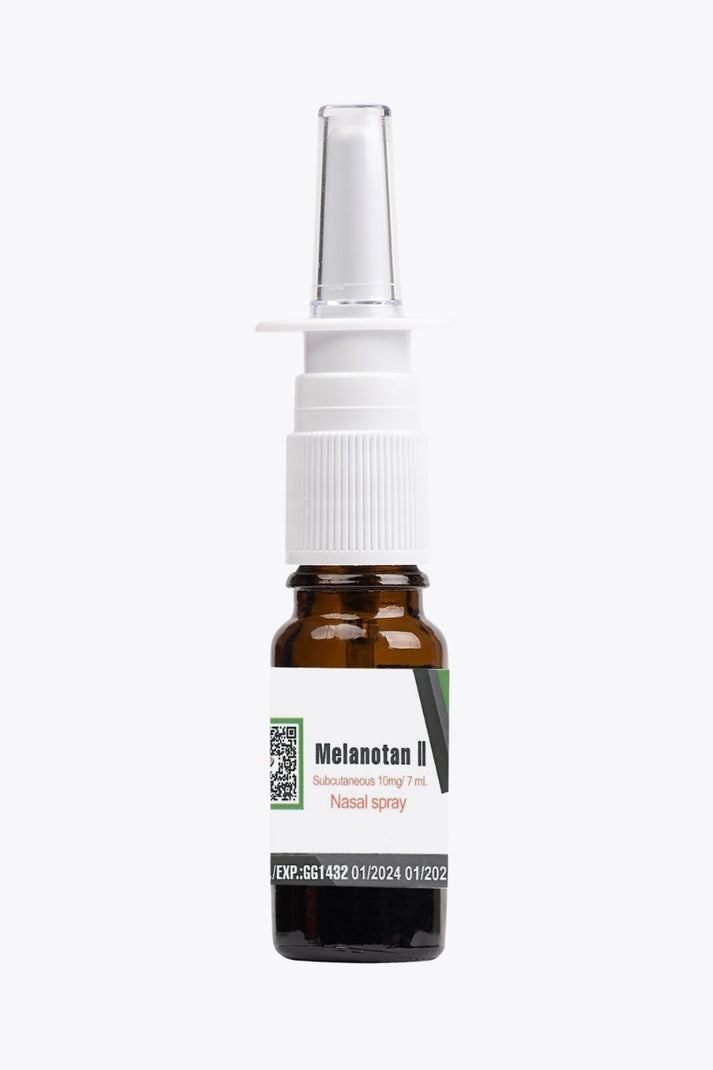 Melanotan II
Subcutaneous 10mg/ 7 ml.
Nasal spray
./EXP.:GG1432 01/2024 01/202